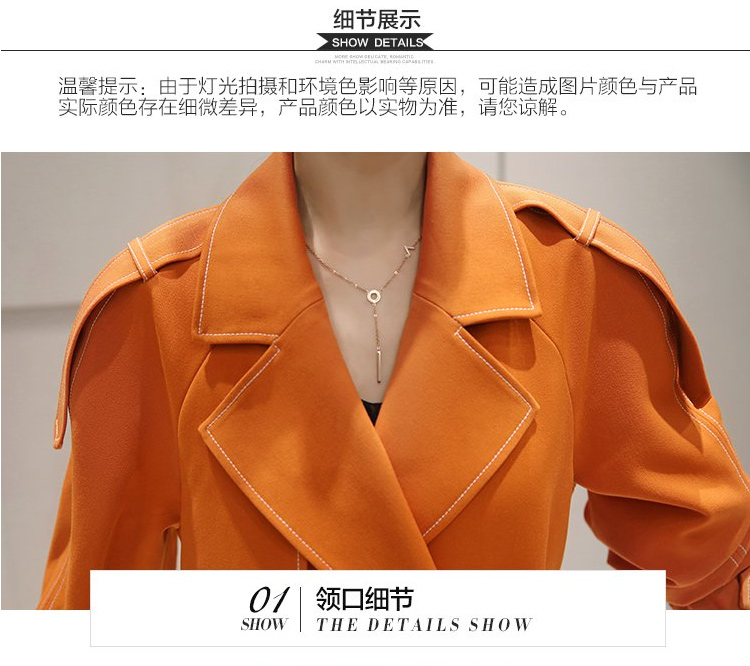 细节展示
SHOW DETAILS
MORE SHOW DELICATE, ROMANTIC
CHARM WITH INTELLECTUAL BEARING CAPABILITIES
温馨提示：由于灯光拍摄和环境色影响等原因，可能造成图片颜色与产品
实际颜色存在细微差异，产品颜色以实物为准，请您谅解。
01 领口细节
SHOW THE DETAILS SHOW